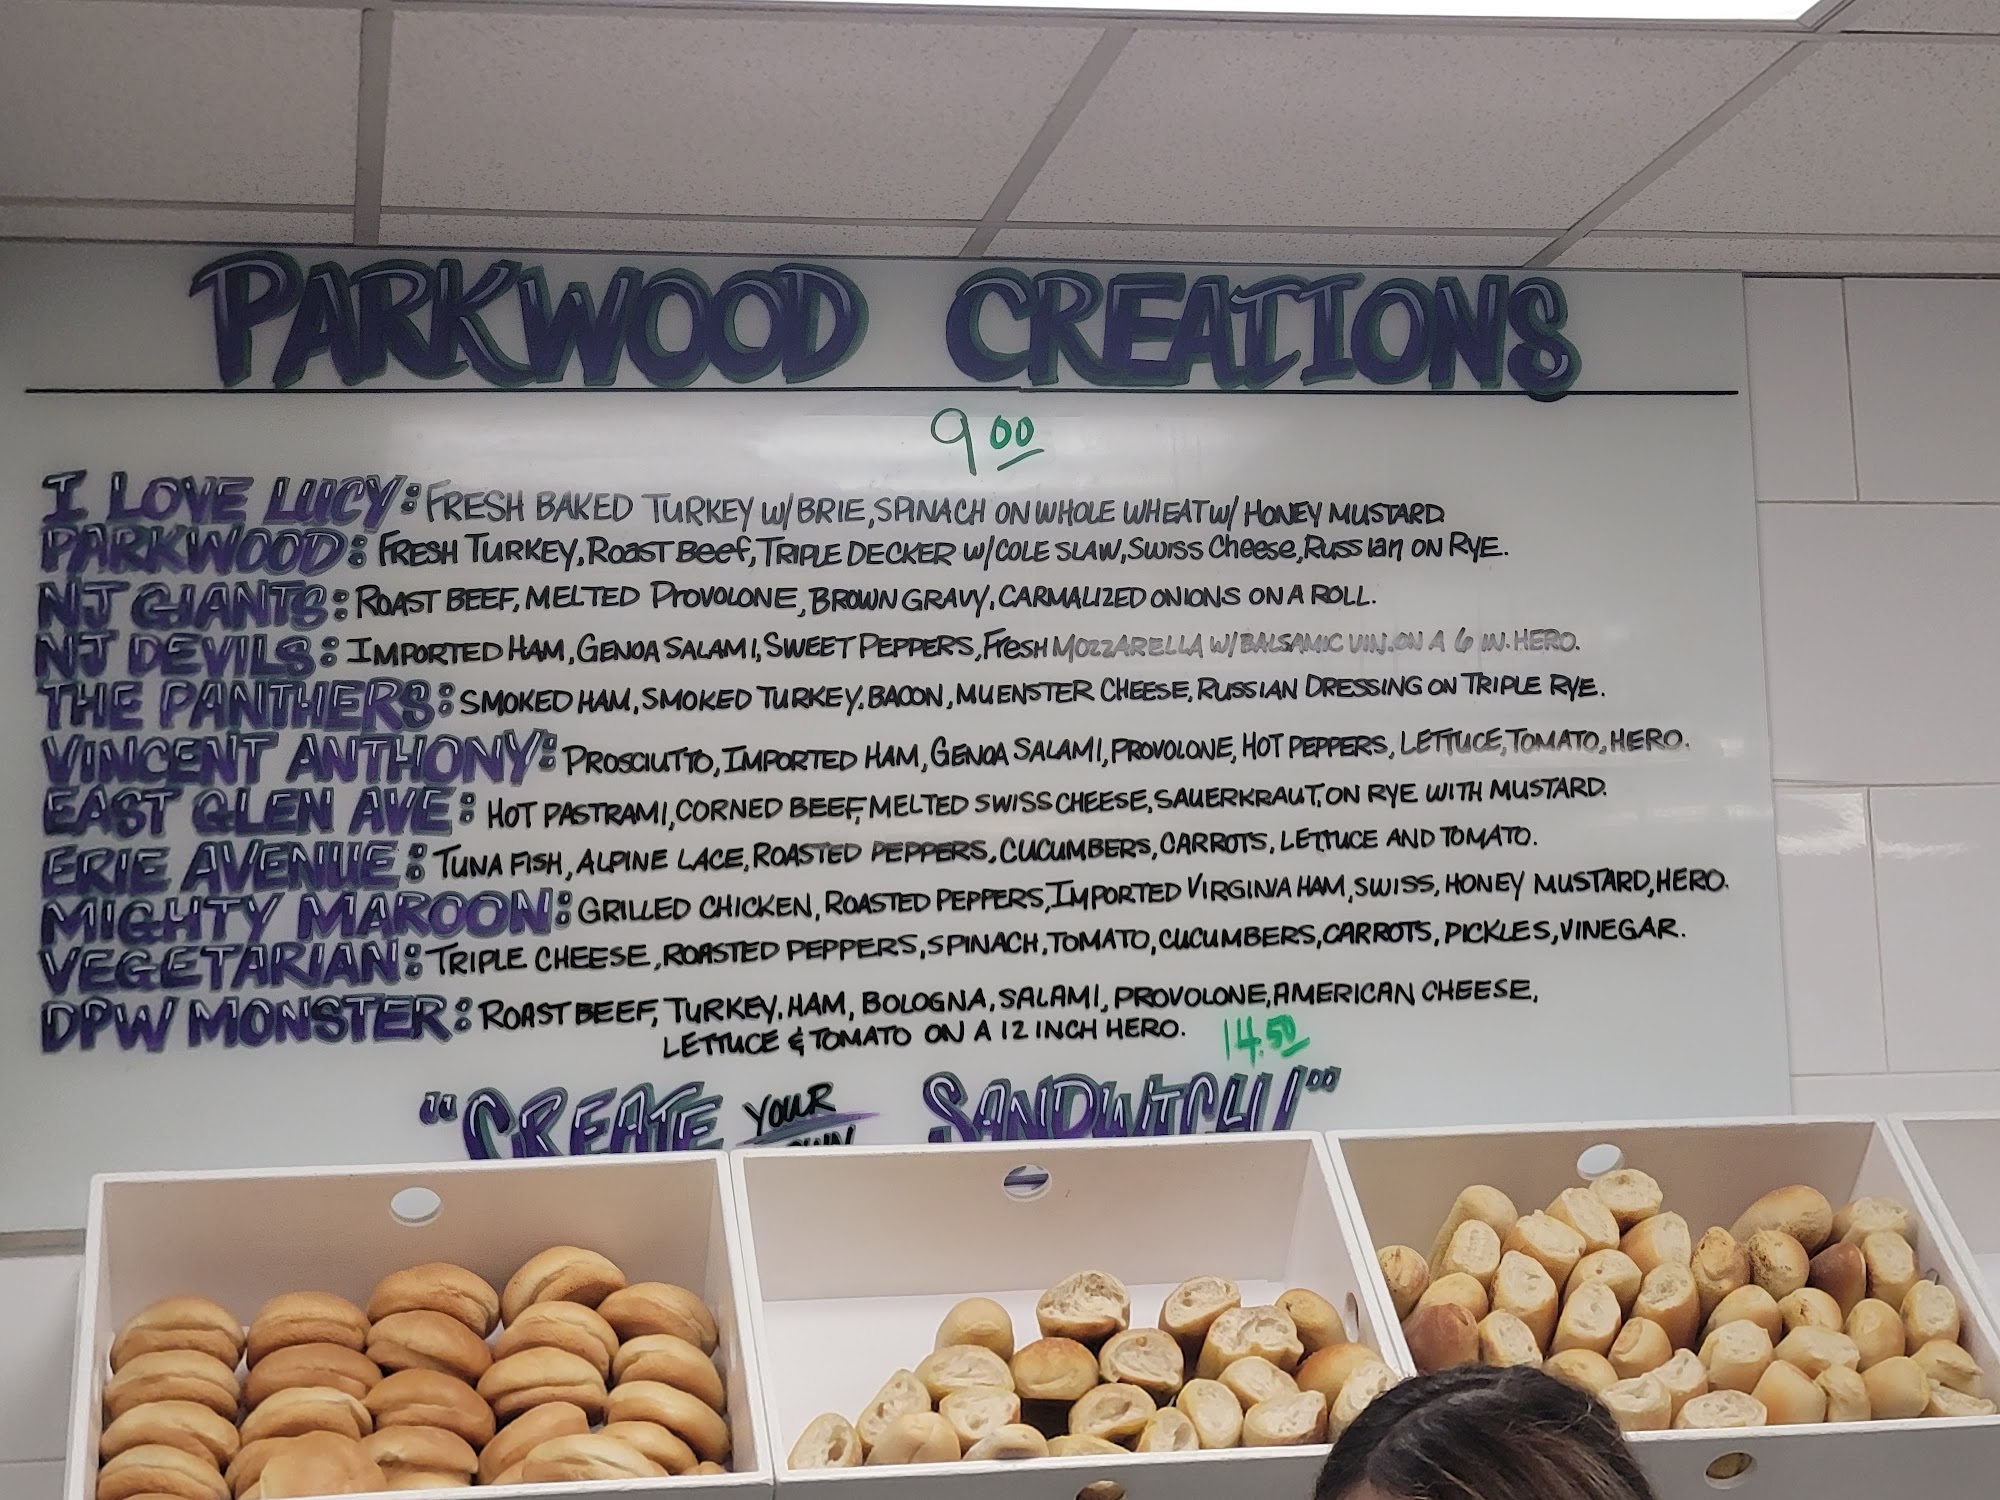 PARKWOOD CREATIONS
9 00
I LOVE LUCY: FRESH BAKED TURKEY W/BRIE, SPINACH ON WHOLE WHEAT W/ HONEY MUSTARD
PARKWOOD: FRESH TURKEY, ROAST BEEF, TRIPLE DECKER W/COLE SLAW, SWISS CHEESE, RUSSIAN ON RYE.
NJ GIANTS: ROAST BEEF, MELTED PROVOLONE, BROWN GRAVY, CARMALIZED ONIONS ON A ROLL.
NJ DEVILS: IMPORTED HAM, GENOA SALAMI, SWEET PEPPERS, FRESH MOZZARELLA W/BALSAMIC VIN. ON A 6 IN. HERO.
THE PANTHERS: SMOKED HAM, SMOKED TURKEY, BACON, MUENSTER CHEESE, RUSSIAN DRESSING ON TRIPLE RYE.
VINCENT ANTHONY: PROSCIUTTO, IMPORTED HAM, GENOA SALAMI, PROVOLONE, HOT PEPPERS, LETTUCE, TOMATO, HERO.
EAST GLEN AVE: HOT PASTRAMI, CORNED BEEF, MELTED SWISS CHEESE, SAUERKRAUT, ON RYE WITH MUSTARD.
ERIE AVENUE: TUNA FISH, ALPINE LACE, ROASTED PEPPERS, CUCUMBERS, CARROTS, LETTUCE AND TOMATO.
MIGHTY MAROON: GRILLED CHICKEN, ROASTED PEPPERS, IMPORTED VIRGINIA HAM, SWISS, HONEY MUSTARD, HERO.
VEGETARIAN: TRIPLE CHEESE, ROASTED PEPPERS, SPINACH, TOMATO, CUCUMBERS, CARROTS, PICKLES, VINEGAR.
DPW MONSTER: ROAST BEEF, TURKEY, HAM, BOLOGNA, SALAMI, PROVOLONE, AMERICAN CHEESE,
LETTUCE & TOMATO ON A 12 INCH HERO. 14.50
"CREATE YOUR OWN SANDWICH!"